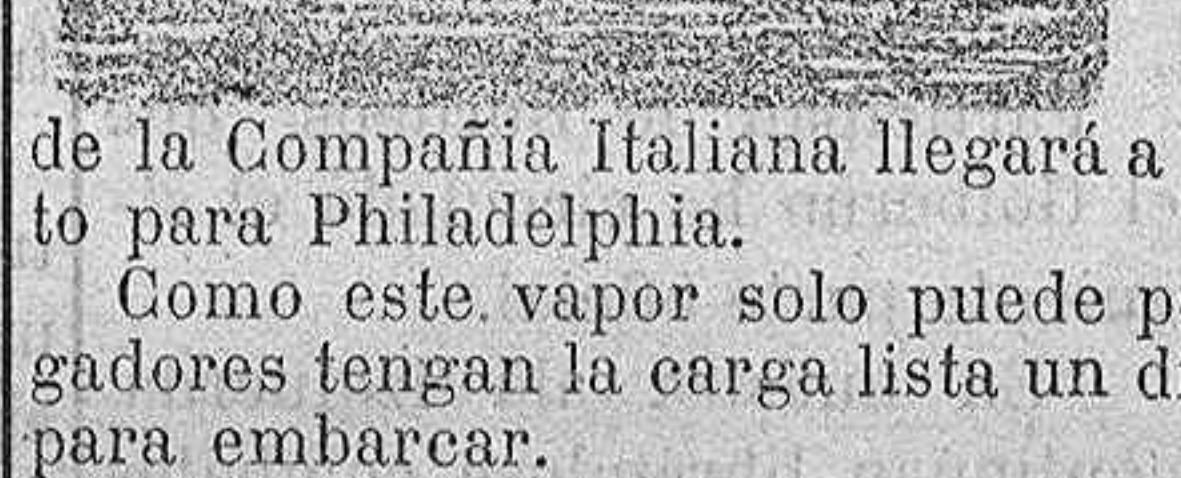 de la Compañia Italiana llegará a
to para Philadelphia.
Como este vapor solo puede
gadores tengan la carga lista un
para embarcar.